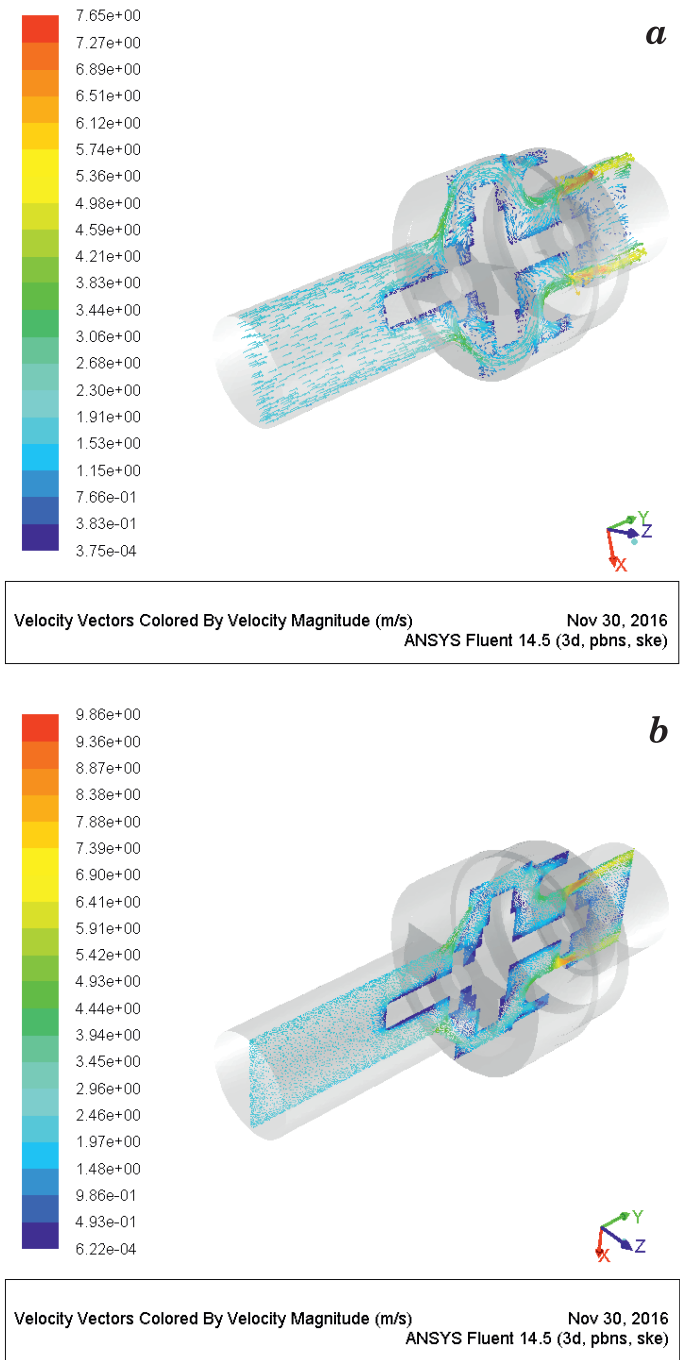 a
7.65e+00
7.27e+00
6.89e+00
6.51e+00
6.12e+00
5.74e+00
5.36e+00
4.98e+00
4.59e+00
4.21e+00
3.83e+00
3.44e+00
3.06e+00
2.68e+00
2.30e+00
1.91e+00
1.53e+00
1.15e+00
7.66e-01
3.83e-01
3.75e-04
Y
Z
X
Velocity Vectors Colored By Velocity Magnitude (m/s) Nov 30, 2016
ANSYS Fluent 14.5 (3d, pbns, ske)
b
9.86e+00
9.36e+00
8.87e+00
8.38e+00
7.88e+00
7.39e+00
6.90e+00
6.41e+00
5.91e+00
5.42e+00
4.93e+00
4.44e+00
3.94e+00
3.45e+00
2.96e+00
2.46e+00
1.97e+00
1.48e+00
9.86e-01
4.93e-01
6.22e-04
Y
Z
X
Velocity Vectors Colored By Velocity Magnitude (m/s) Nov 30, 2016
ANSYS Fluent 14.5 (3d, pbns, ske)